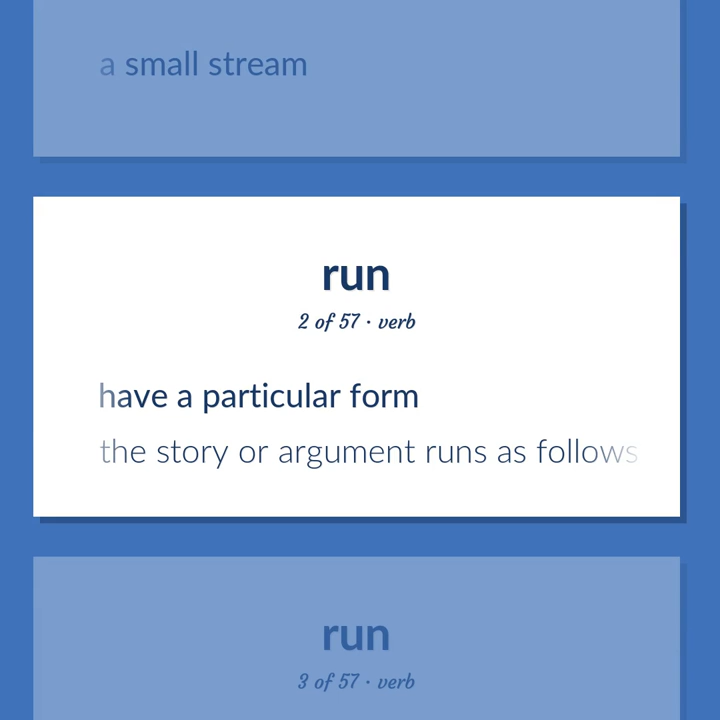 a small stream
run
2 of 57 · verb
have a particular form
the story or argument runs as follows
run
3 of 57 · verb